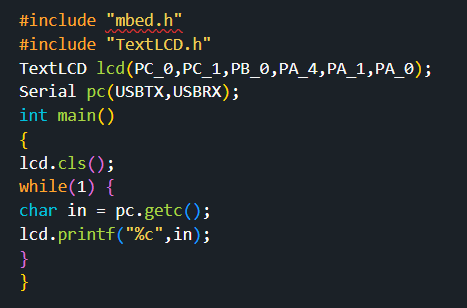 #include "mbed.h"
#include "TextLCD.h"
TextLCD lcd(PC_0,PC_1,PB_0,PA_4,PA_1,PA_0);
Serial pc(USBTX,USBRX);
int main()
{
lcd.cls();
while(1) {
char in = pc.getc();
lcd.printf("%c",in);
}
}